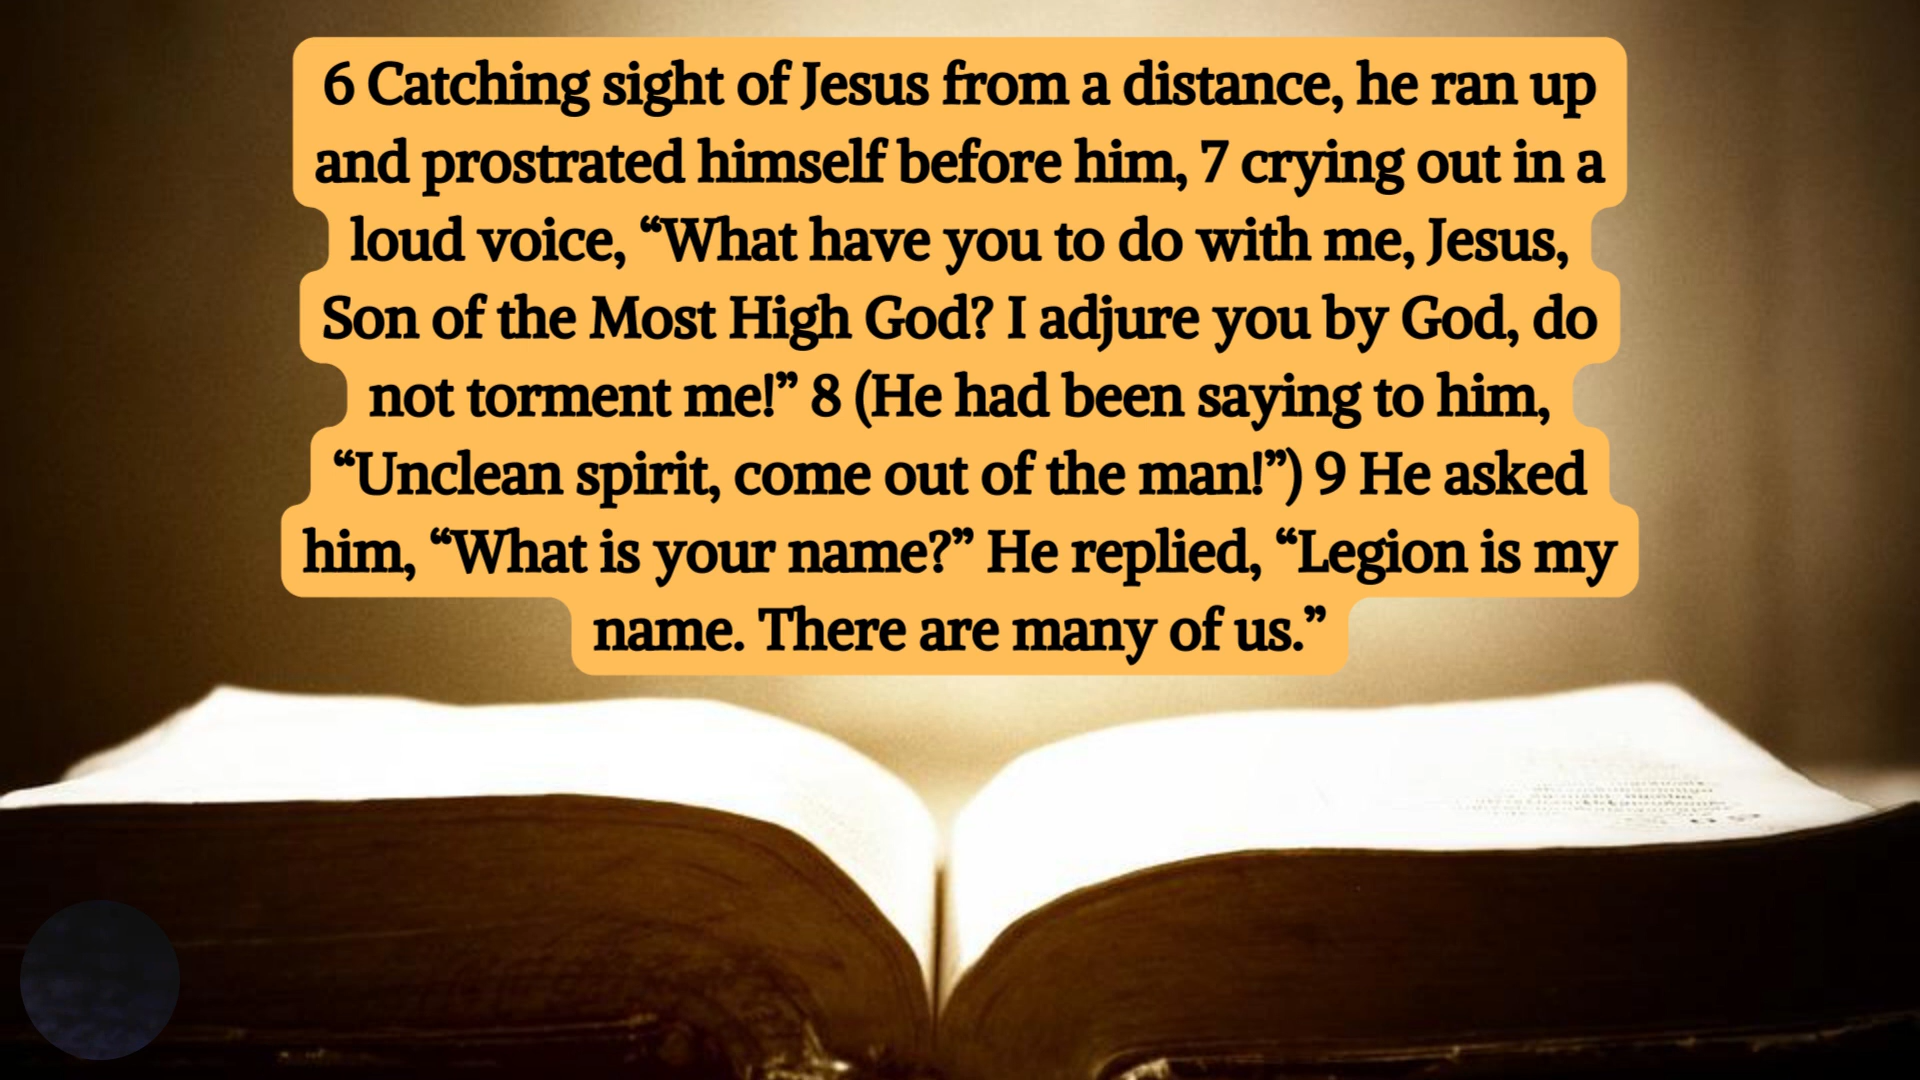 6 Catching sight of Jesus from a distance, he ran up
and prostrated himself before him, 7 crying out in a
loud voice, “What have you to do with me, Jesus,
Son of the Most High God? I adjure you by God, do
not torment me!” 8 (He had been saying to him,
“Unclean spirit, come out of the man!”) 9 He asked
him, “What is your name?” He replied, “Legion is my
name. There are many of us.”